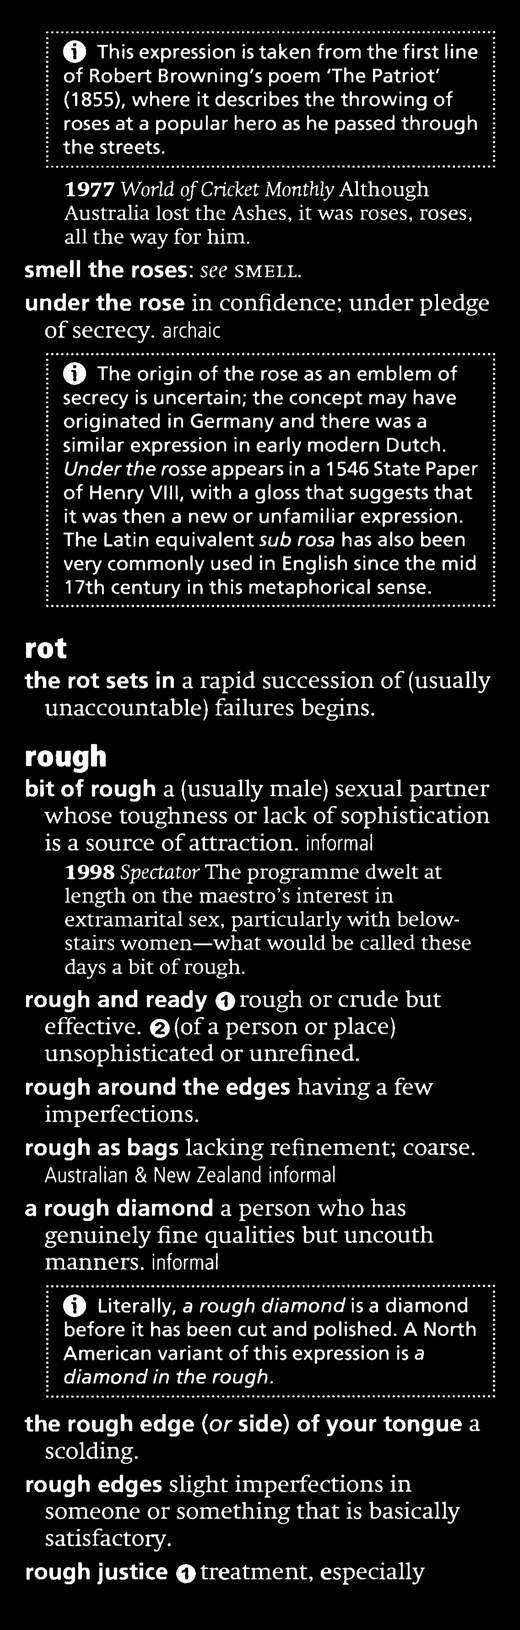 ⓘ This expression is taken from the first line
of Robert Browning's poem 'The Patriot'
(1855), where it describes the throwing of
roses at a popular hero as he passed through
the streets.
1977 World of Cricket Monthly Although
Australia lost the Ashes, it was roses, roses,
all the way for him.
smell the roses: see SMELL.
under the rose in confidence; under pledge
of secrecy. archaic
ⓘ The origin of the rose as an emblem of
secrecy is uncertain; the concept may have
originated in Germany and there was a
similar expression in early modern Dutch.
Under the rosse appears in a 1546 State Paper
of Henry VIII, with a gloss that suggests that
it was then a new or unfamiliar expression.
The Latin equivalent sub rosa has also been
very commonly used in English since the mid
17th century in this metaphorical sense.
rot
the rot sets in a rapid succession of (usually
unaccountable) failures begins.
rough
bit of rough a (usually male) sexual partner
whose toughness or lack of sophistication
is a source of attraction. informal
1998 Spectator The programme dwelt at
length on the maestro's interest in
extramarital sex, particularly with below-
stairs women—what would be called these
days a bit of rough.
rough and ready ❶ rough or crude but
effective. ❷ (of a person or place)
unsophisticated or unrefined.
rough around the edges having a few
imperfections.
rough as bags lacking refinement; coarse.
Australian & New Zealand informal
a rough diamond a person who has
genuinely fine qualities but uncouth
manners. informal
ⓘ Literally, a rough diamond is a diamond
before it has been cut and polished. A North
American variant of this expression is a
diamond in the rough.
the rough edge (or side) of your tongue a
scolding.
rough edges slight imperfections in
someone or something that is basically
satisfactory.
rough justice ❶ treatment, especially